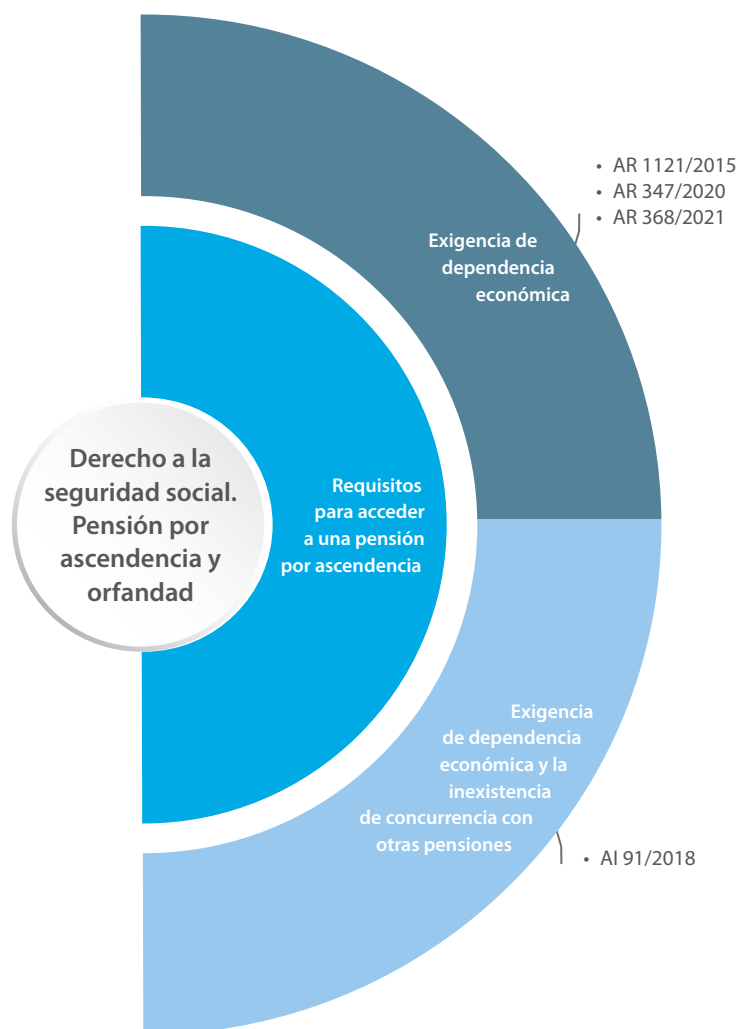 Derecho a la
seguridad social.
Pensión por
ascendencia y
orfandad
Requisitos
para acceder
a una pensión
por ascendencia
Exigencia de
dependencia
económica
• AR 1121/2015
• AR 347/2020
• AR 368/2021
Exigencia
de dependencia
económica y la
inexistencia
de concurrencia con
otras pensiones
• AI 91/2018